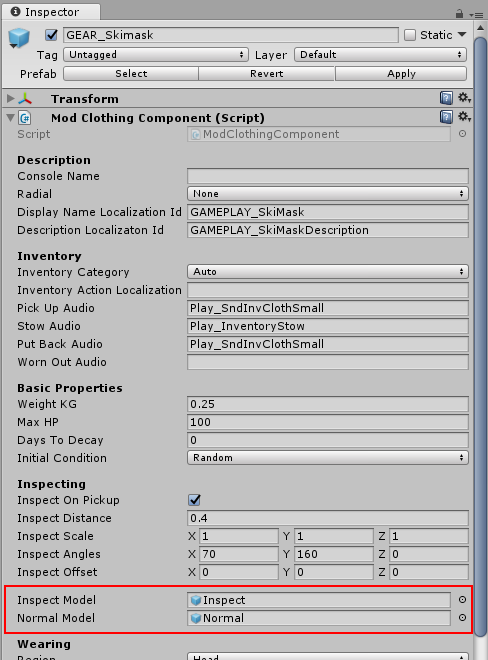 Inspector
GEAR_Skimask Static
Tag Untagged Layer Default
Prefab Select Revert Apply
Transform
Mod Clothing Component (Script)
Script ModClothingComponent
Description
Console Name
Radial None
Display Name Localization Id GAMEPLAY_SkiMask
Description Localizaton Id GAMEPLAY_SkiMaskDescription
Inventory
Inventory Category Auto
Inventory Action Localization
Pick Up Audio Play_SndInvClothSmall
Stow Audio Play_InventoryStow
Put Back Audio Play_SndInvClothSmall
Worn Out Audio
Basic Properties
Weight KG 0.25
Max HP 100
Days To Decay 0
Initial Condition Random
Inspecting
Inspect On Pickup
Inspect Distance 0.4
Inspect Scale X 1 Y 1 Z 1
Inspect Angles X 70 Y 160 Z 0
Inspect Offset X 0 Y 0 Z 0
Inspect Model Inspect
Normal Model Normal
Wearing
Region Head